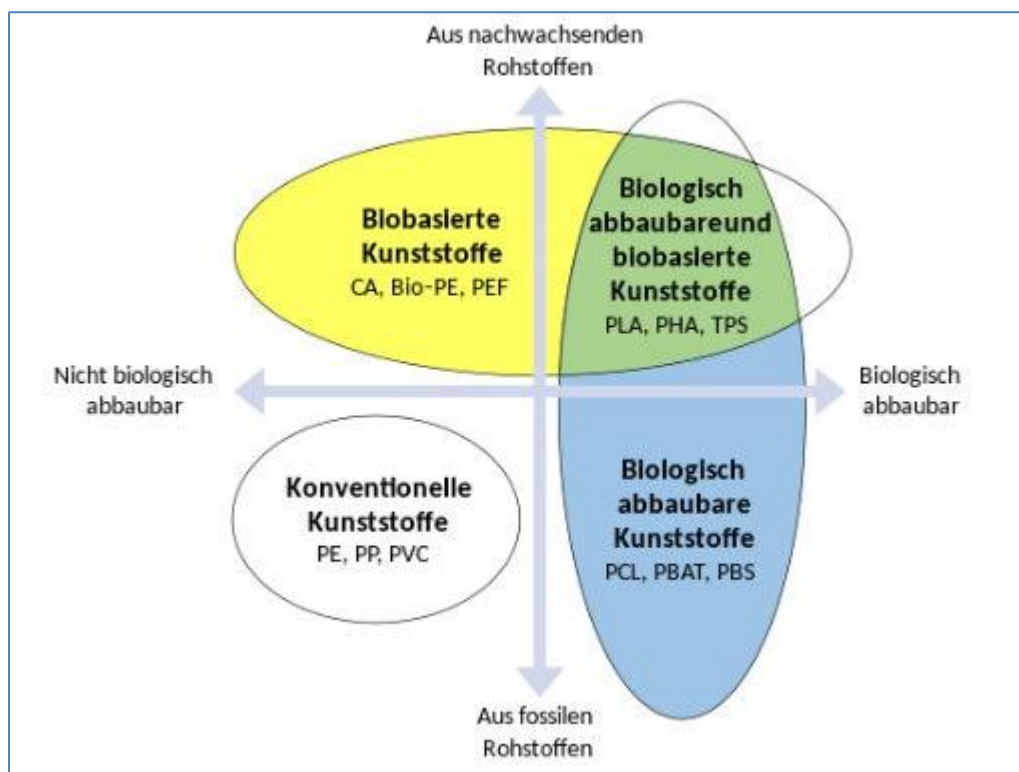 Aus nachwachsenden
Rohstoffen
Biobasierte
Kunststoffe
CA, Bio-PE, PEF
Biologisch
abbaubareund
biobasierte
Kunststoffe
PLA, PHA, TPS
Nicht biologisch
abbaubar
Biologisch
abbaubar
Konventionelle
Kunststoffe
PE, PP, PVC
Biologisch
abbaubare
Kunststoffe
PCL, PBAT, PBS
Aus fossilen
Rohstoffen